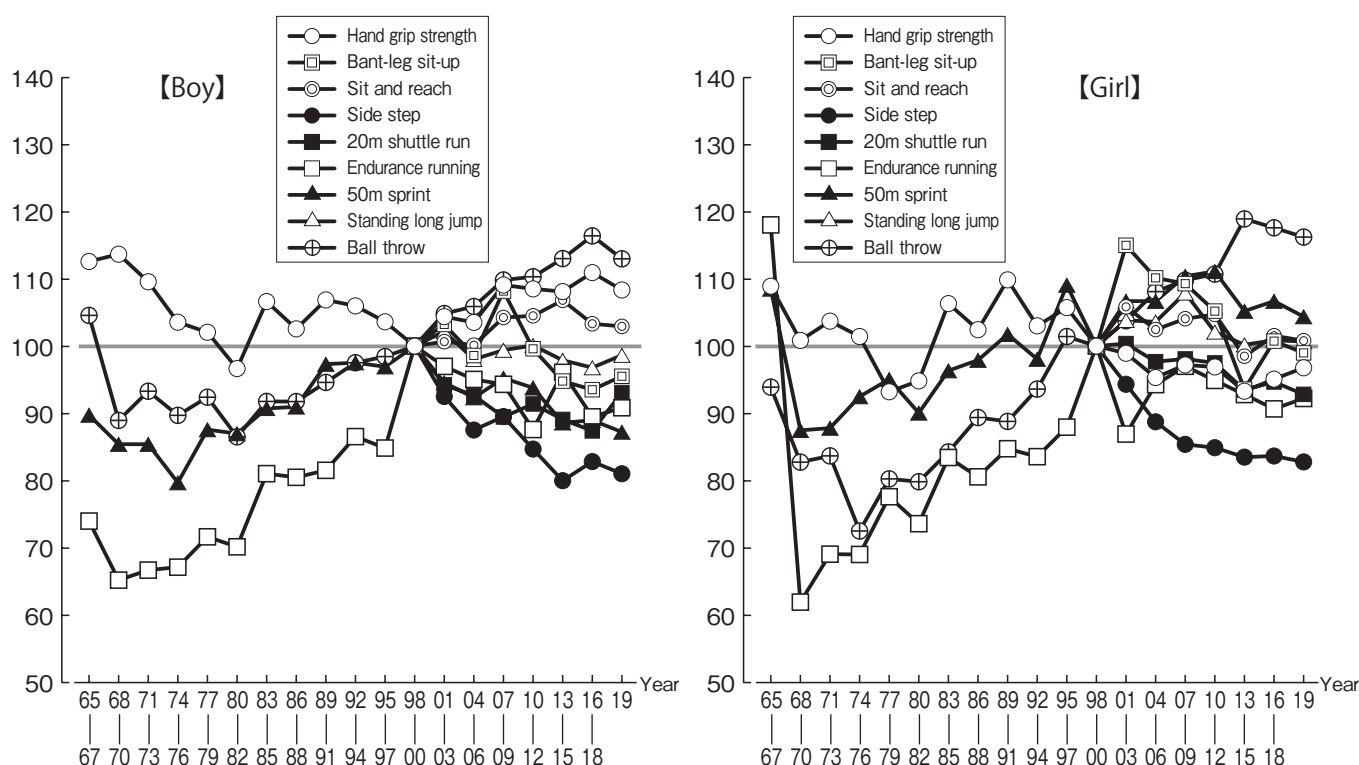 Hand grip strength
Bant-leg sit-up
Sit and reach
Side step
20m shuttle run
Endurance running
50m sprint
Standing long jump
Ball throw
【Boy】
140
130
120
110
100
90
80
70
60
50
65 68 71 74 77 80 83 86 89 92 95 98 01 04 07 10 13 16 19 Year
67 70 73 76 79 82 85 88 91 94 97 00 03 06 09 12 15 18
Hand grip strength
Bant-leg sit-up
Sit and reach
Side step
20m shuttle run
Endurance running
50m sprint
Standing long jump
Ball throw
【Girl】
140
130
120
110
100
90
80
70
60
50
65 68 71 74 77 80 83 86 89 92 95 98 01 04 07 10 13 16 19 Year
67 70 73 76 79 82 85 88 91 94 97 00 03 06 09 12 15 18